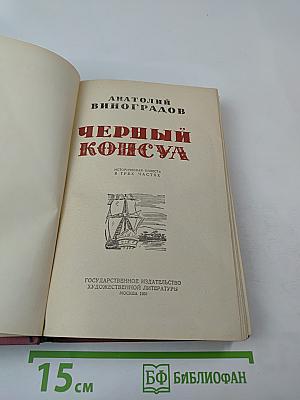 АНАТОЛИЙ
ВИНОГРАДОВ
ЧЕРНЫЙ
КОНСУЛ
ИСТОРИЧЕСКАЯ ПОВЕСТЬ
В ТРЕХ ЧАСТЯХ
ГОСУДАРСТВЕННОЕ ИЗДАТЕЛЬСТВО
ХУДОЖЕСТВЕННОЙ ЛИТЕРАТУРЫ
МОСКВА
15 см
БФ БИБЛИОФАН